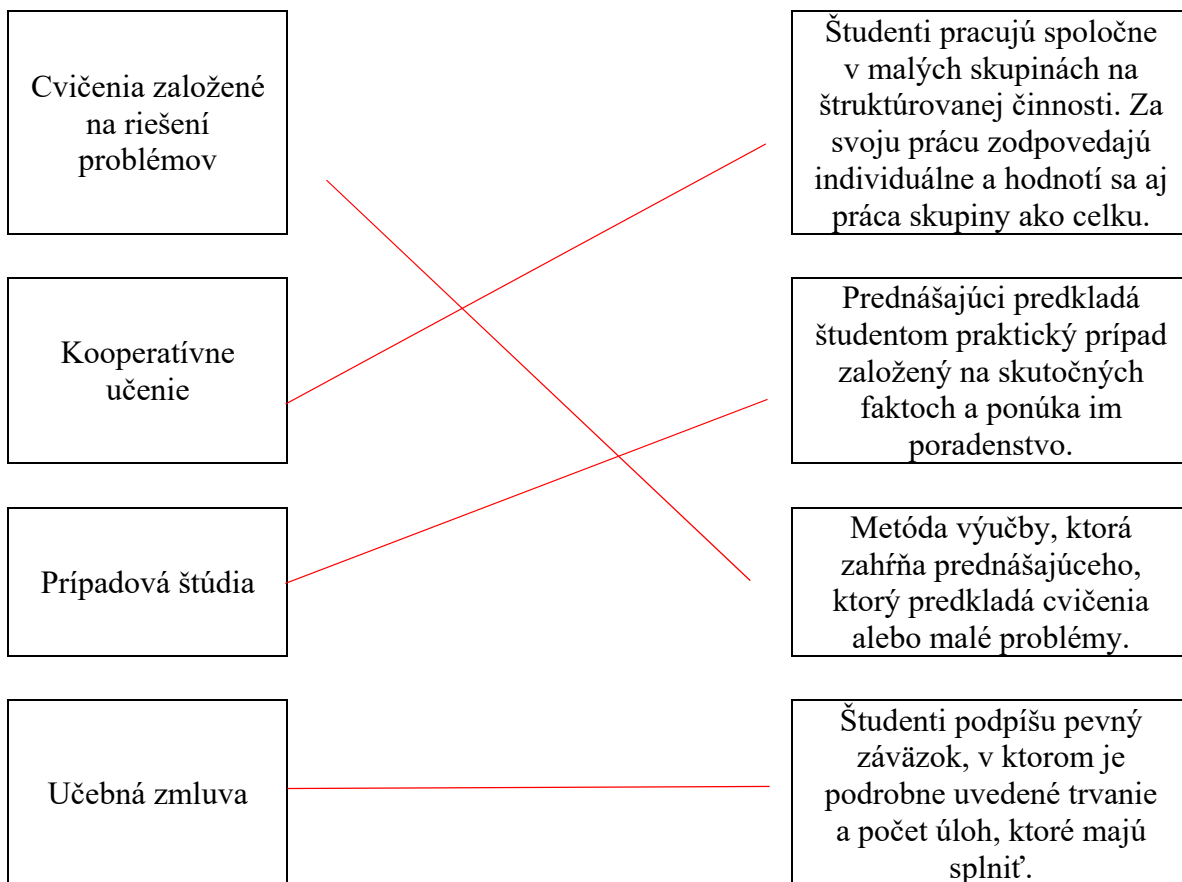 Cvičenia založené
na riešení
problémov
Študenti pracujú spoločne
v malých skupinách na
štruktúrovanej činnosti. Za
svoju prácu zodpovedajú
individuálne a hodnotí sa aj
práca skupiny ako celku.
Kooperatívne
učenie
Prednášajúci predkladá
študentom praktický prípad
založený na skutočných
faktoch a ponúka im
poradenstvo.
Prípadová štúdia
Metóda výučby, ktorá
zahŕňa prednášajúceho,
ktorý predkladá cvičenia
alebo malé problémy.
Učebná zmluva
Študenti podpíšu pevný
záväzok, v ktorom je
podrobne uvedené trvanie
a počet úloh, ktoré majú
splniť.